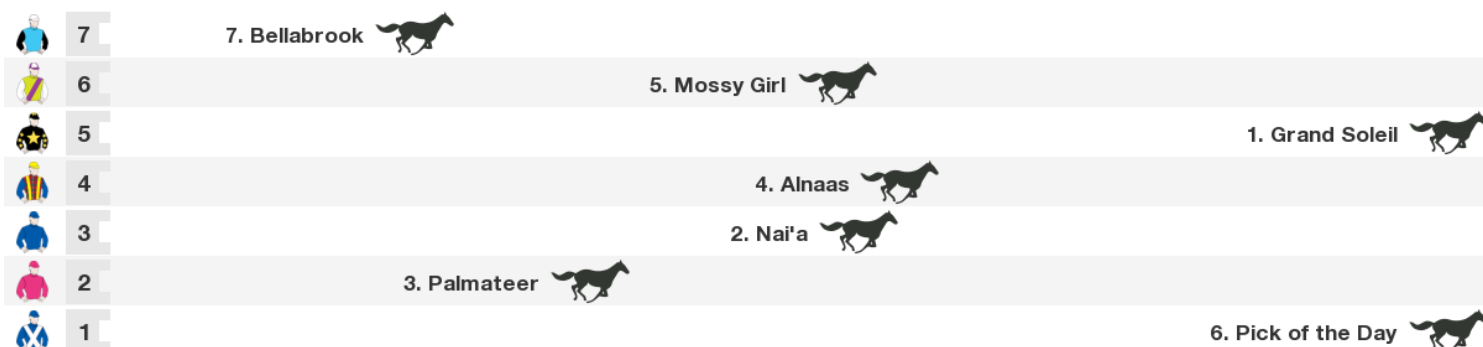 7 7. Bellabrook
6 5. Mossy Girl
5 1. Grand Soleil
4 4. Alnaas
3 2. Nai'a
2 3. Palmateer
1 6. Pick of the Day